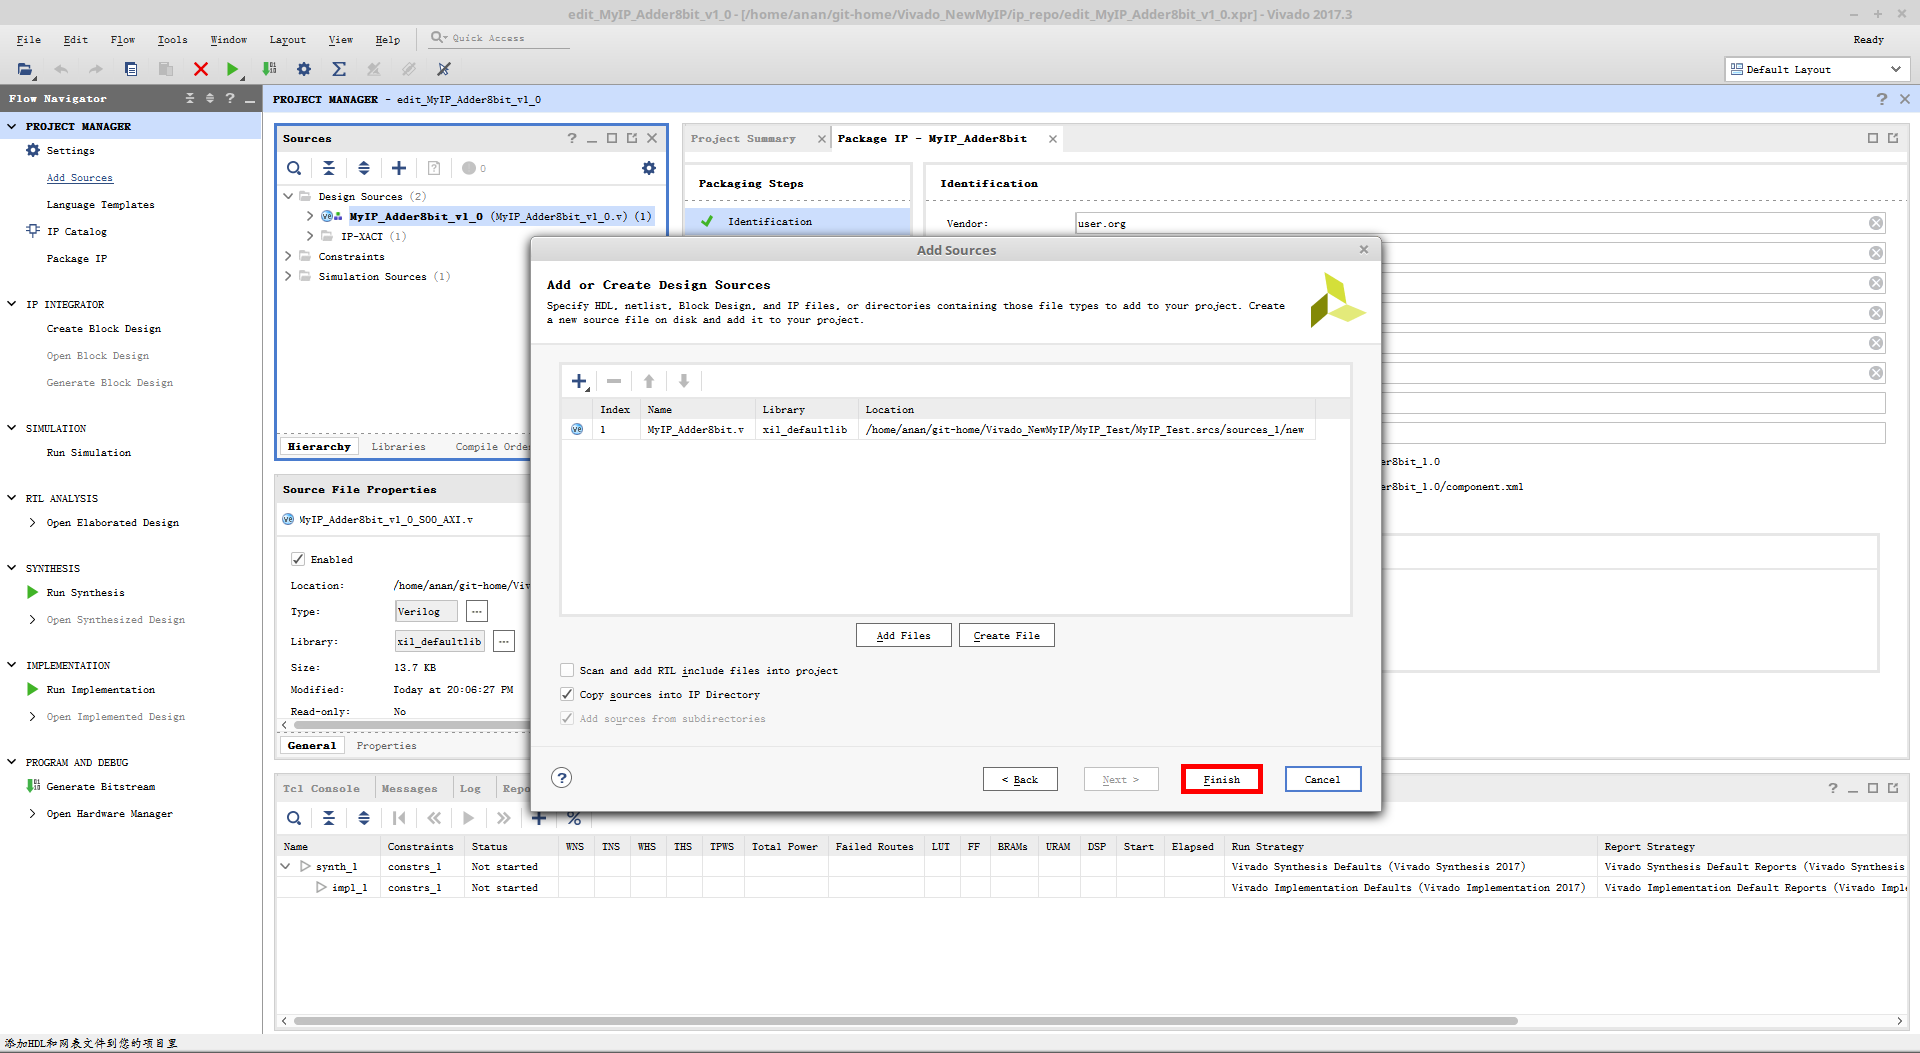 edit_MyIP_Adder8bit_v1_0 - [/home/anan/git-home/Vivado_NewMyIP/ip_repo/edit_MyIP_Adder8bit_v1_0.xpr] - Vivado 2017.3
File Edit Flow Tools Window Layout View Help Quick Access Ready
Default Layout
Flow Navigator
PROJECT MANAGER
Settings
Add Sources
Language Templates
IP Catalog
Package IP
IP INTEGRATOR
Create Block Design
Open Block Design
Generate Block Design
SIMULATION
Run Simulation
RTL ANALYSIS
Open Elaborated Design
SYNTHESIS
Run Synthesis
Open Synthesized Design
IMPLEMENTATION
Run Implementation
Open Implemented Design
PROGRAM AND DEBUG
Generate Bitstream
Open Hardware Manager
PROJECT MANAGER - edit_MyIP_Adder8bit_v1_0
Sources
0
Design Sources (2)
MyIP_Adder8bit_v1_0 (MyIP_Adder8bit_v1_0.v) (1)
IP-XACT (1)
Constraints
Simulation Sources (1)
Hierarchy Libraries Compile Order
Source File Properties
MyIP_Adder8bit_v1_0_S00_AXI.v
Enabled
Location: /home/anan/git-home/Viv
Type: Verilog ...
Library: xil_defaultlib ...
Size: 13.7 KB
Modified: Today at 20:06:27 PM
Read-only: No
General Properties
Project Summary Package IP - MyIP_Adder8bit
Packaging Steps
Identification
Identification
Vendor: user.org
er8bit_1.0
er8bit_1.0/component.xml
Add Sources
Add or Create Design Sources
Specify HDL, netlist, Block Design, and IP files, or directories containing those file types to add to your project. Create
a new source file on disk and add it to your project.
Index Name Library Location
1 MyIP_Adder8bit.v xil_defaultlib /home/anan/git-home/Vivado_NewMyIP/MyIP_Test/MyIP_Test.srcs/sources_1/new
Add Files Create File
Scan and add RTL include files into project
Copy sources into IP Directory
Add sources from subdirectories
? < Back Next > Finish Cancel
Tcl Console Messages Log Repo
Name Constraints Status WNS TNS WHS THS TPWS Total Power Failed Routes LUT FF BRAMs URAM DSP Start Elapsed Run Strategy Report Strategy
synth_1 constrs_1 Not started Vivado Synthesis Defaults (Vivado Synthesis 2017) Vivado Synthesis Default Reports (Vivado Synthesis
impl_1 constrs_1 Not started Vivado Implementation Defaults (Vivado Implementation 2017) Vivado Implementation Default Reports (Vivado Imple
添加HDL和网表文件到您的项目里